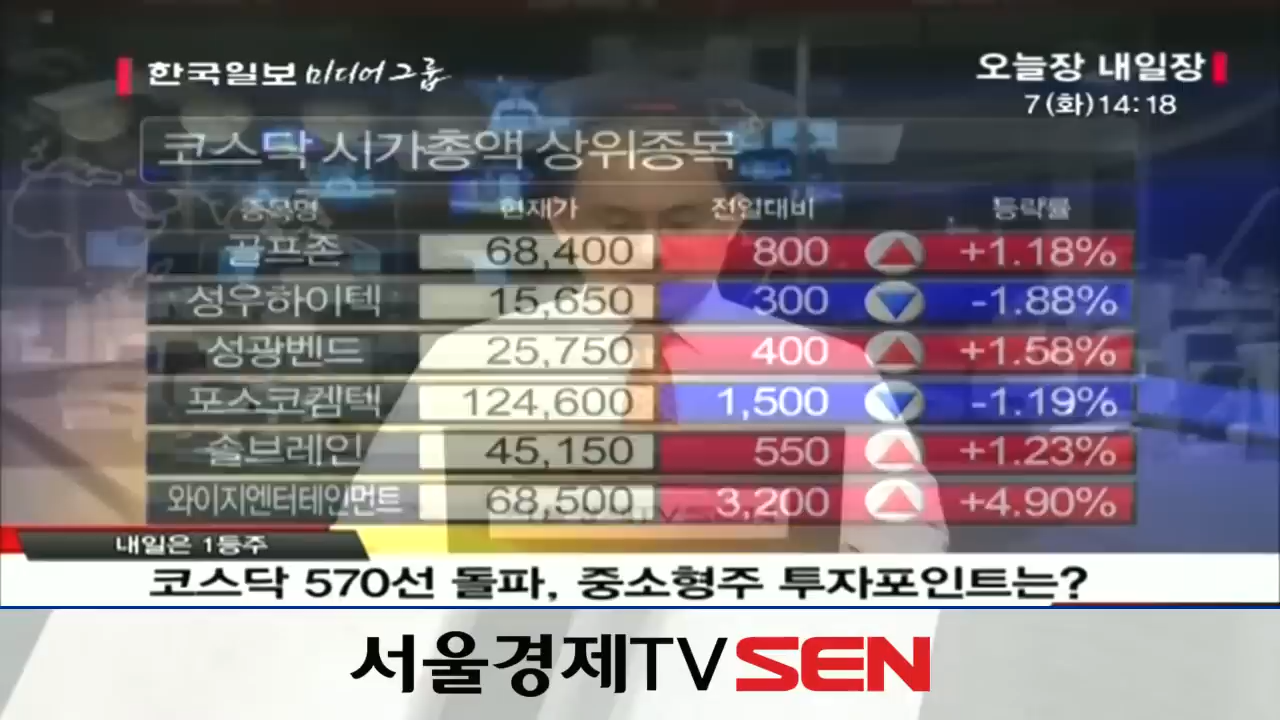 한국일보 미디어그룹
오늘장 내일장
7(화)14:18
코스닥 시가총액 상위종목
종목명 현재가 전일대비 등락률
골프존 68,400 800 ▲ +1.18%
성우하이텍 15,650 300 ▼ -1.88%
성광벤드 25,750 400 ▲ +1.58%
포스코켐텍 124,600 1,500 ▼ -1.19%
솔브레인 45,150 550 ▲ +1.23%
와이지엔터테인먼트 68,500 3,200 ▲ +4.90%
내일은 1등주
코스닥 570선 돌파, 중소형주 투자포인트는?
서울경제TV SEN